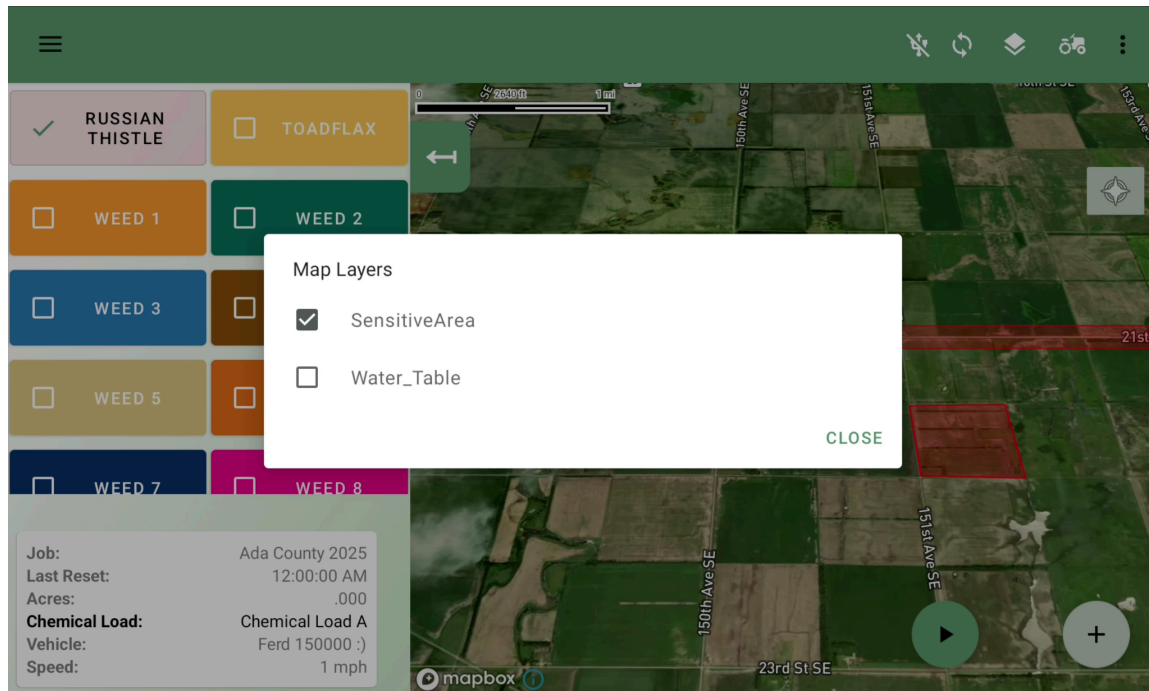 RUSSIAN
THISTLE
TOADFLAX
WEED 1
WEED 2
WEED 3
WEED 5
WEED 7
WEED 8
Job: Ada County 2025
Last Reset: 12:00:00 AM
Acres: .000
Chemical Load: Chemical Load A
Vehicle: Ferd 150000 :)
Speed: 1 mph
0 2640 ft 1 mi
150th Ave SE
151st Ave SE
153rd Ave
Map Layers
SensitiveArea
Water_Table
CLOSE
21st
151st Ave SE
150th Ave SE
23rd St SE
mapbox